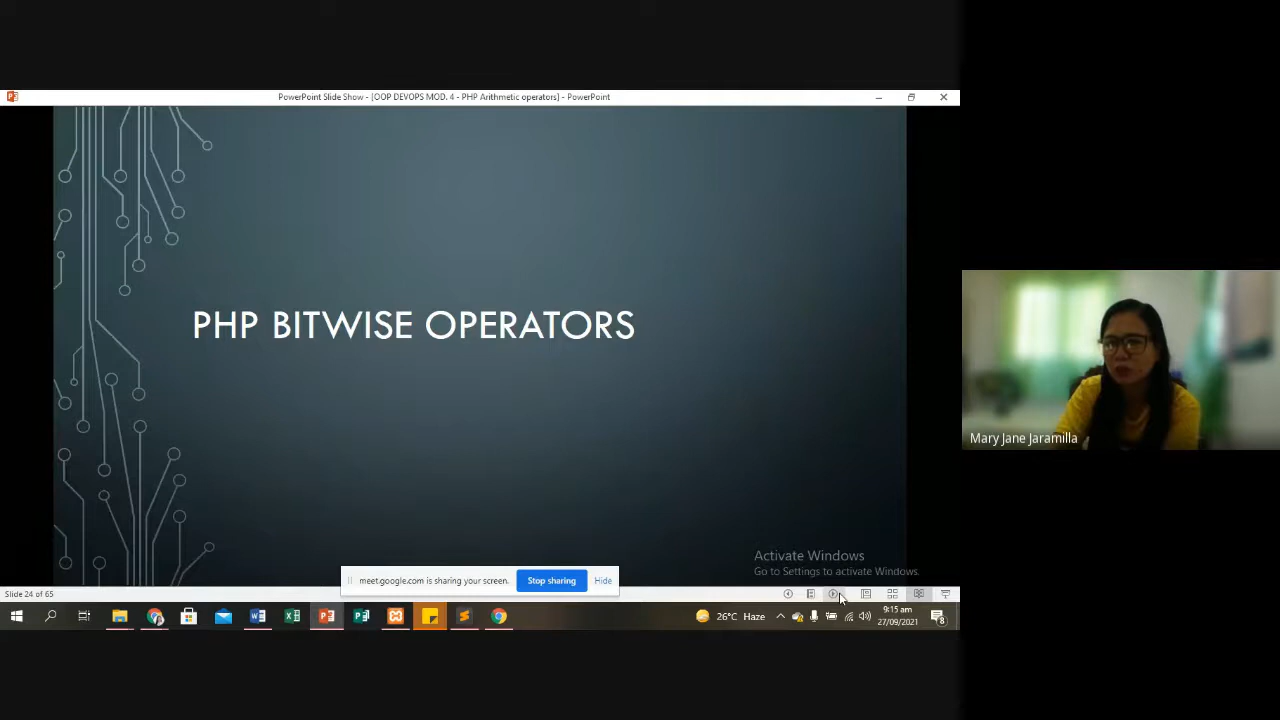 PowerPoint Slide Show - [OOP DEVOPS MOD. 4 - PHP Arithmetic operators] - PowerPoint
PHP BITWISE OPERATORS
Mary Jane Jaramilla
Activate Windows
Go to Settings to activate Windows.
meet.google.com is sharing your screen.
Stop sharing
Hide
Slide 24 of 65
26°C Haze
9:15 am
27/09/2021
8